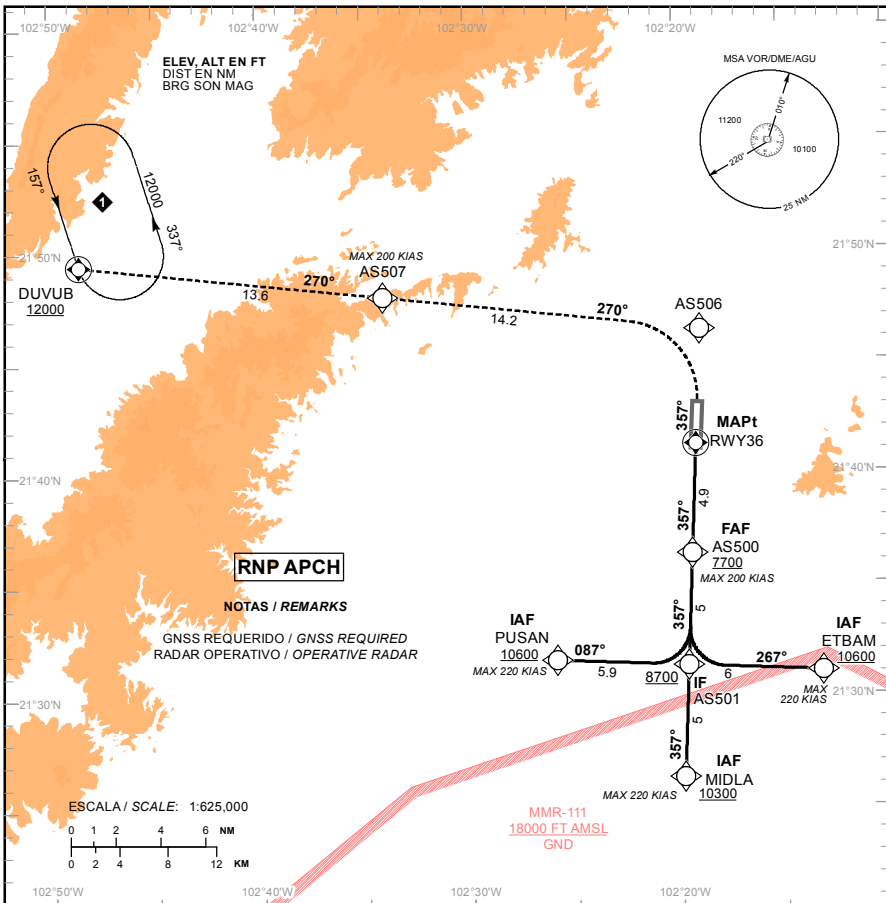 102°50'W 102°40'W 102°30'W 102°20'W
ELEV, ALT EN FT
DIST EN NM
BRG SON MAG
MSA VOR/DME/AGU
010°
11200
10100
220°
25 NM
157°
12000
337°
1
21°50'N
21°50'N
DUVUB
12000
13.6
270°
MAX 200 KIAS
AS507
14.2
270°
AS506
357°
MAPt
RWY36
21°40'N
21°40'N
4.9
357°
FAF
AS500
7700
MAX 200 KIAS
RNP APCH
NOTAS / REMARKS
GNSS REQUERIDO / GNSS REQUIRED
RADAR OPERATIVO / OPERATIVE RADAR
5
357°
IAF
PUSAN
10600
MAX 220 KIAS
087°
5.9
8700
IF
AS501
6
267°
IAF
ETBAM
10600
MAX
220 KIAS
21°30'N
21°30'N
5
357°
IAF
MIDLA
10300
MAX 220 KIAS
MMR-111
18000 FT AMSL
GND
ESCALA / SCALE: 1:625,000
0 1 2 4 6 NM
0 2 4 8 12 KM
102°50'W 102°40'W 102°30'W 102°20'W